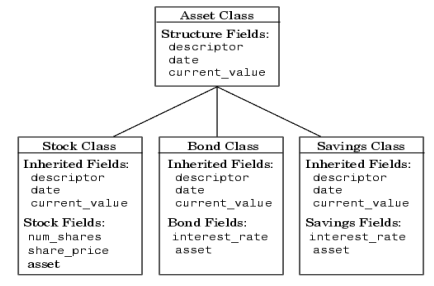 Asset Class
Structure Fields:
descriptor
date
current_value
Stock Class
Inherited Fields:
descriptor
date
current_value
Stock Fields:
num_shares
share_price
asset
Bond Class
Inherited Fields:
descriptor
date
current_value
Bond Fields:
interest_rate
asset
Savings Class
Inherited Fields:
descriptor
date
current_value
Savings Fields:
interest_rate
asset